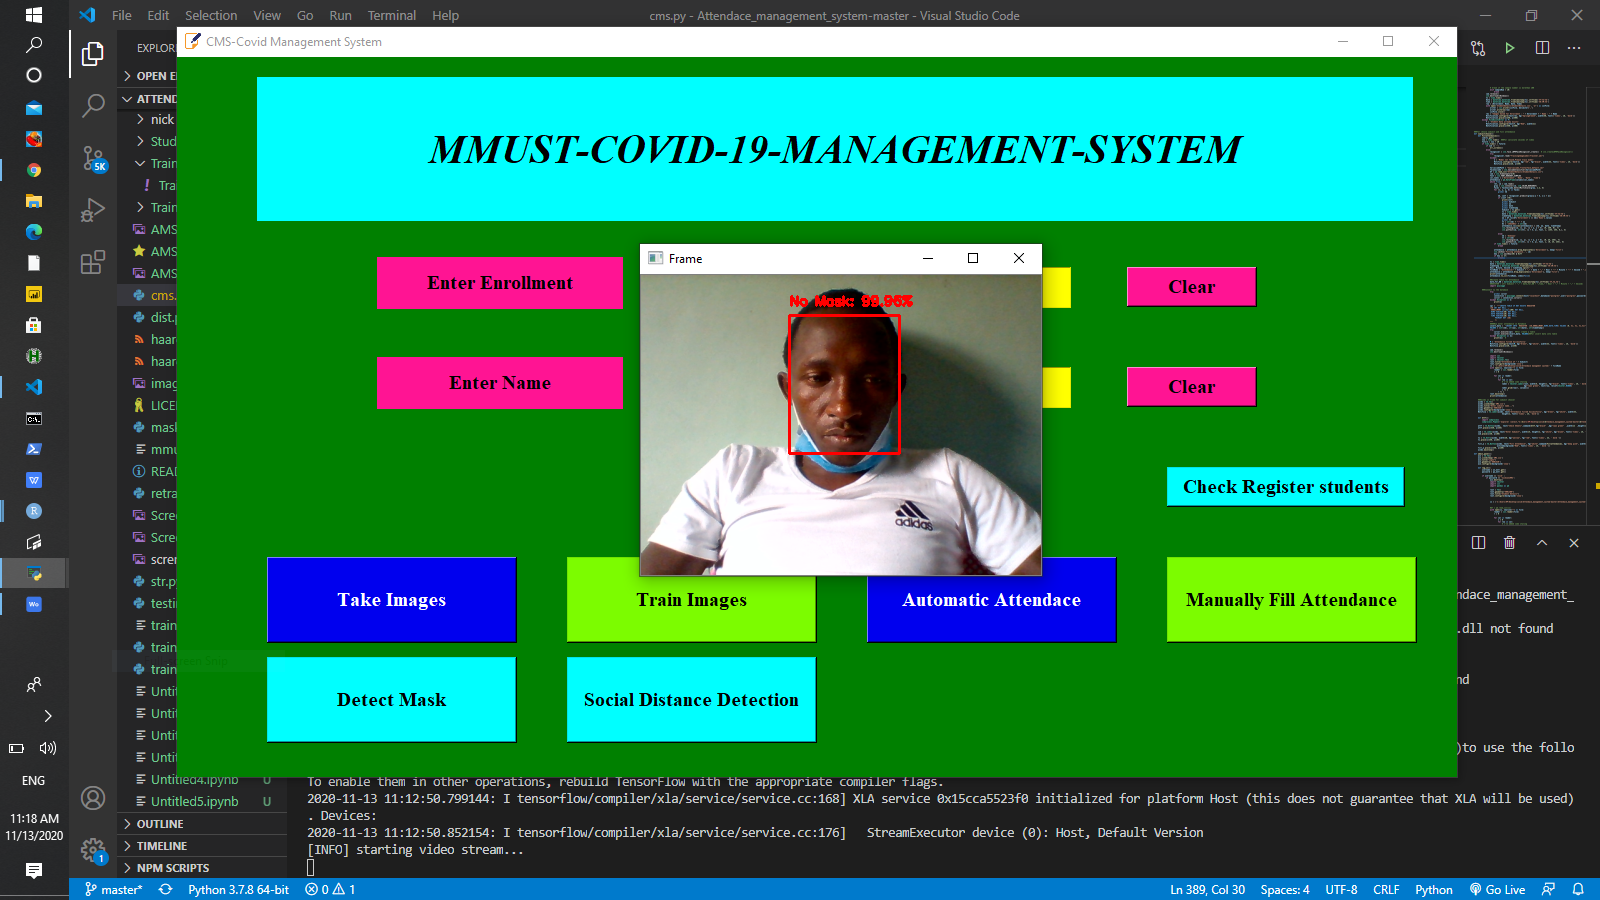 File Edit Selection View Go Run Terminal Help
cms.py - Attendace_management_system-master - Visual Studio Code
EXPLOR
CMS-Covid Management System
OPEN E
ATTEND
nick
Stud
Train
Tra
Train
AMS
AMS
AMS
cms.
dist.p
haar
haar
imag
LICE
mask
mmu
READ
retra
Scre
Scre
scre
str.py
testin
train
train
train
Unti
Unti
Unti
Unti
Untitled4.ipynb U
Untitled5.ipynb U
OUTLINE
TIMELINE
NPM SCRIPTS
5K
MMUST-COVID-19-MANAGEMENT-SYSTEM
Enter Enrollment
Clear
Enter Name
Clear
Frame
No Mask: 99.95%
adidas
Check Register students
Take Images
Train Images
Automatic Attendace
Manually Fill Attendance
Detect Mask
Social Distance Detection
ndace_management_
.dll not found
nd
)to use the follo
To enable them in other operations, rebuild TensorFlow with the appropriate compiler flags.
2020-11-13 11:12:50.799144: I tensorflow/compiler/xla/service/service.cc:168] XLA service 0x15cca5523f0 initialized for platform Host (this does not guarantee that XLA will be used)
. Devices:
2020-11-13 11:12:50.852154: I tensorflow/compiler/xla/service/service.cc:176] StreamExecutor device (0): Host, Default Version
[INFO] starting video stream...
ENG
11:18 AM
11/13/2020
1
master*
Python 3.7.8 64-bit
0
1
Ln 389, Col 30
Spaces: 4
UTF-8
CRLF
Python
Go Live